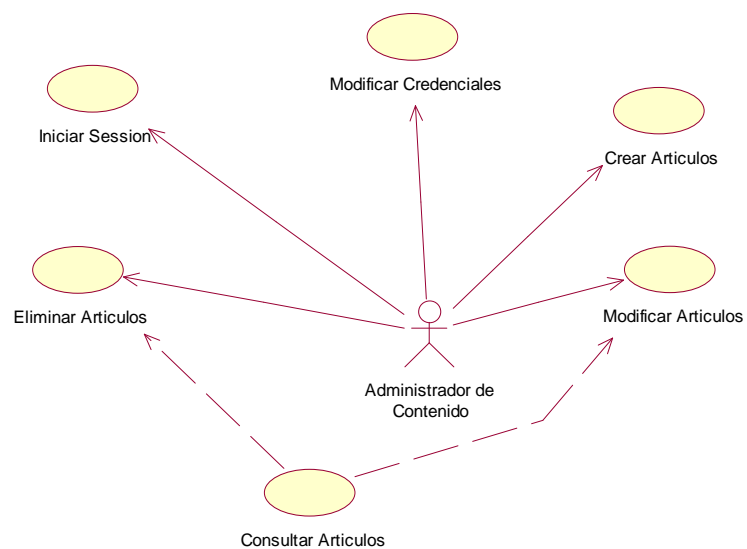 Modificar Credenciales
Iniciar Session
Crear Articulos
Eliminar Articulos
Modificar Articulos
Administrador de
Contenido
Consultar Articulos